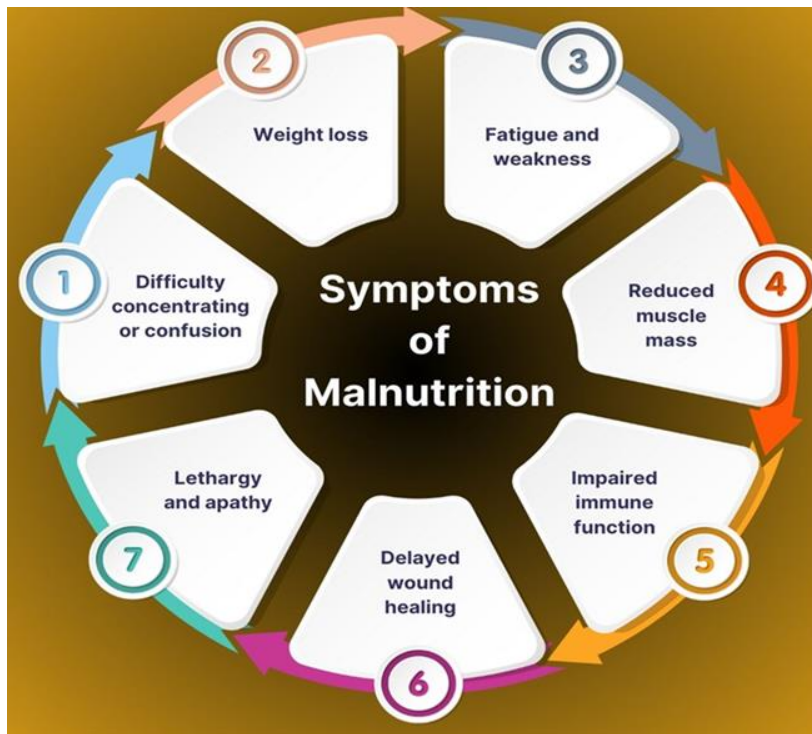 Symptoms
of
Malnutrition
1
Difficulty
concentrating
or confusion
2
Weight loss
3
Fatigue and
weakness
4
Reduced
muscle
mass
5
Impaired
immune
function
6
Delayed
wound
healing
7
Lethargy
and apathy